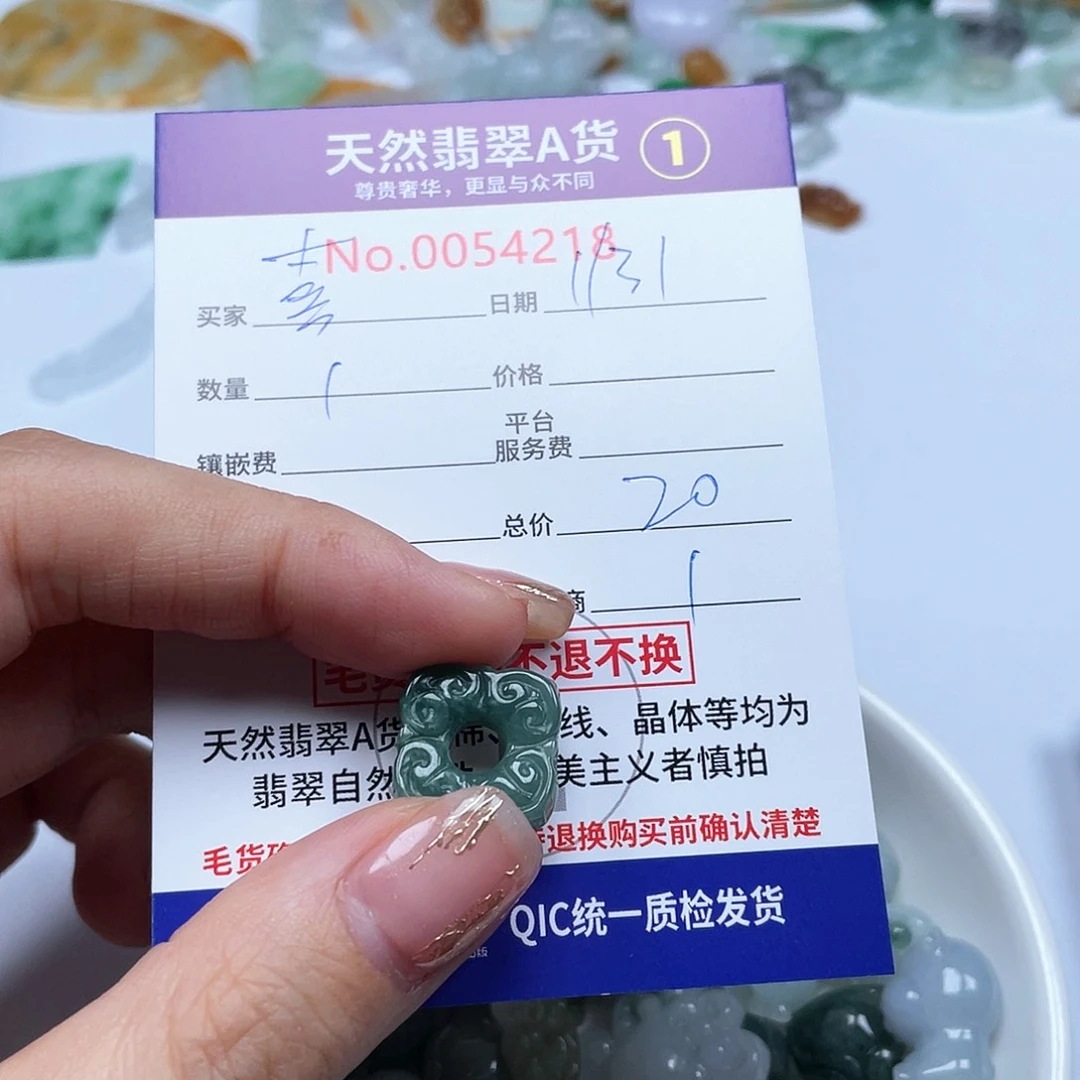 天然翡翠A货 1
尊贵奢华，更显与众不同
No.0054218
买家 日期 1/31
数量 1 价格
平台
镶嵌费 服务费
总价 20
商 1
不退不换
天然翡翠A货 线、晶体等均为
翡翠自然 美主义者慎拍
毛货 退换购买前确认清楚
QIC统一质检发货